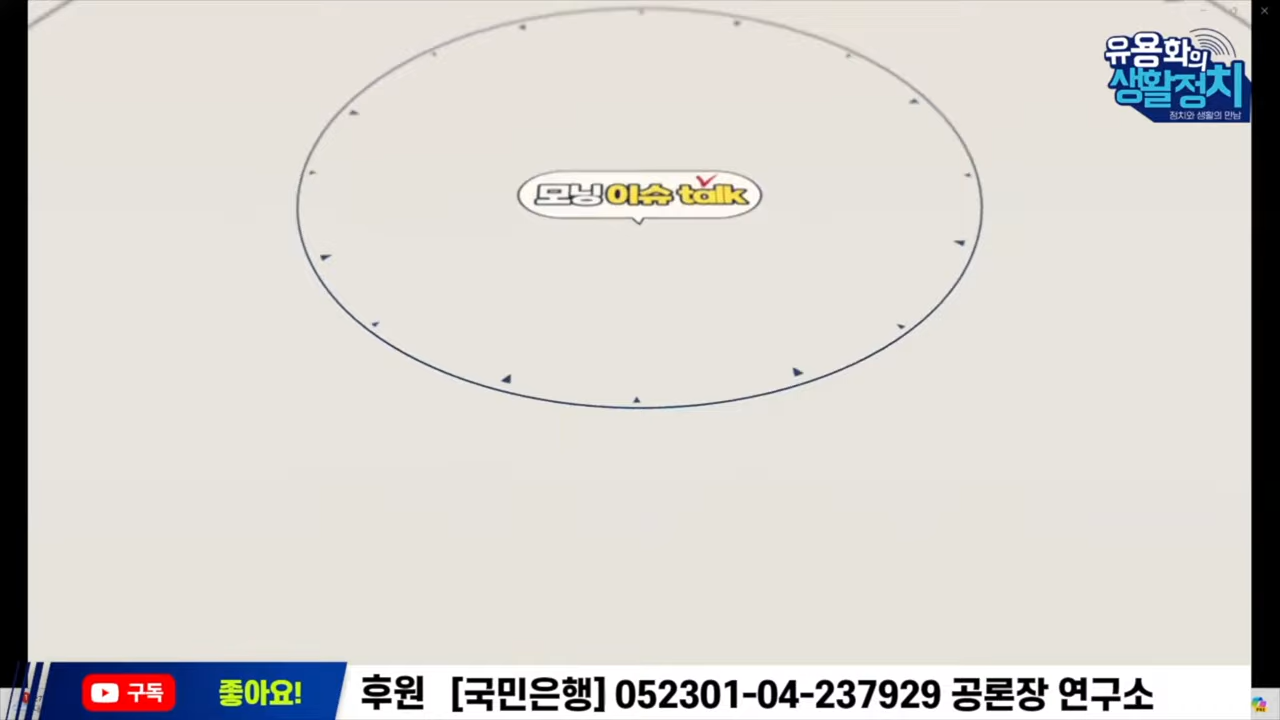 유용화의
생활정치
정치와 생활의 만남
모닝 이슈 talk
구독 좋아요! 후원 [국민은행] 052301-04-237929 공론장 연구소